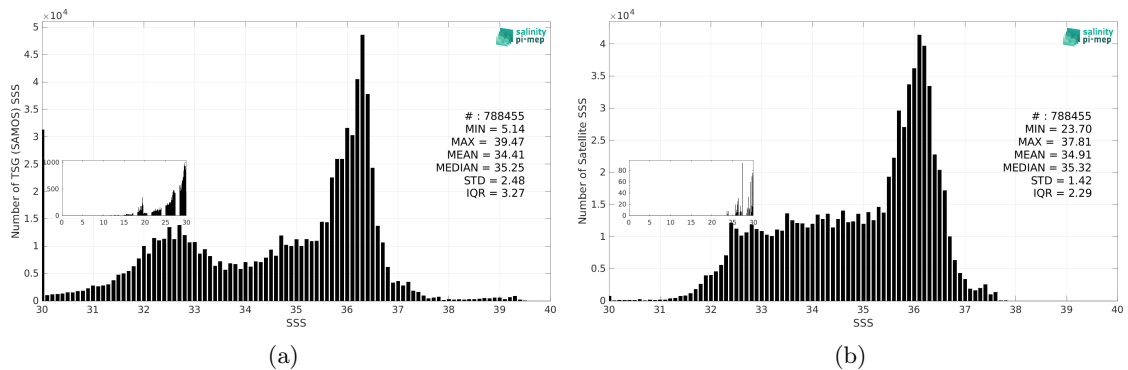 ×10⁴
5
4.5
4
3.5
3
2.5
2
1.5
1
0.5
0
Number of TSG (SAMOS) SSS
30 31 32 33 34 35 36 37 38 39 40
SSS
salinity
pi-mep
# : 788455
MIN = 5.14
MAX = 39.47
MEAN = 34.41
MEDIAN = 35.25
STD = 2.48
IQR = 3.27
500
0
0 5 10 15 20 25 30
(a)
×10⁴
4
3.5
3
2.5
2
1.5
1
0.5
0
Number of Satellite SSS
30 31 32 33 34 35 36 37 38 39 40
SSS
salinity
pi-mep
# : 788455
MIN = 23.70
MAX = 37.81
MEAN = 34.91
MEDIAN = 35.32
STD = 1.42
IQR = 2.29
80
60
40
20
0
0 5 10 15 20 25 30
(b)